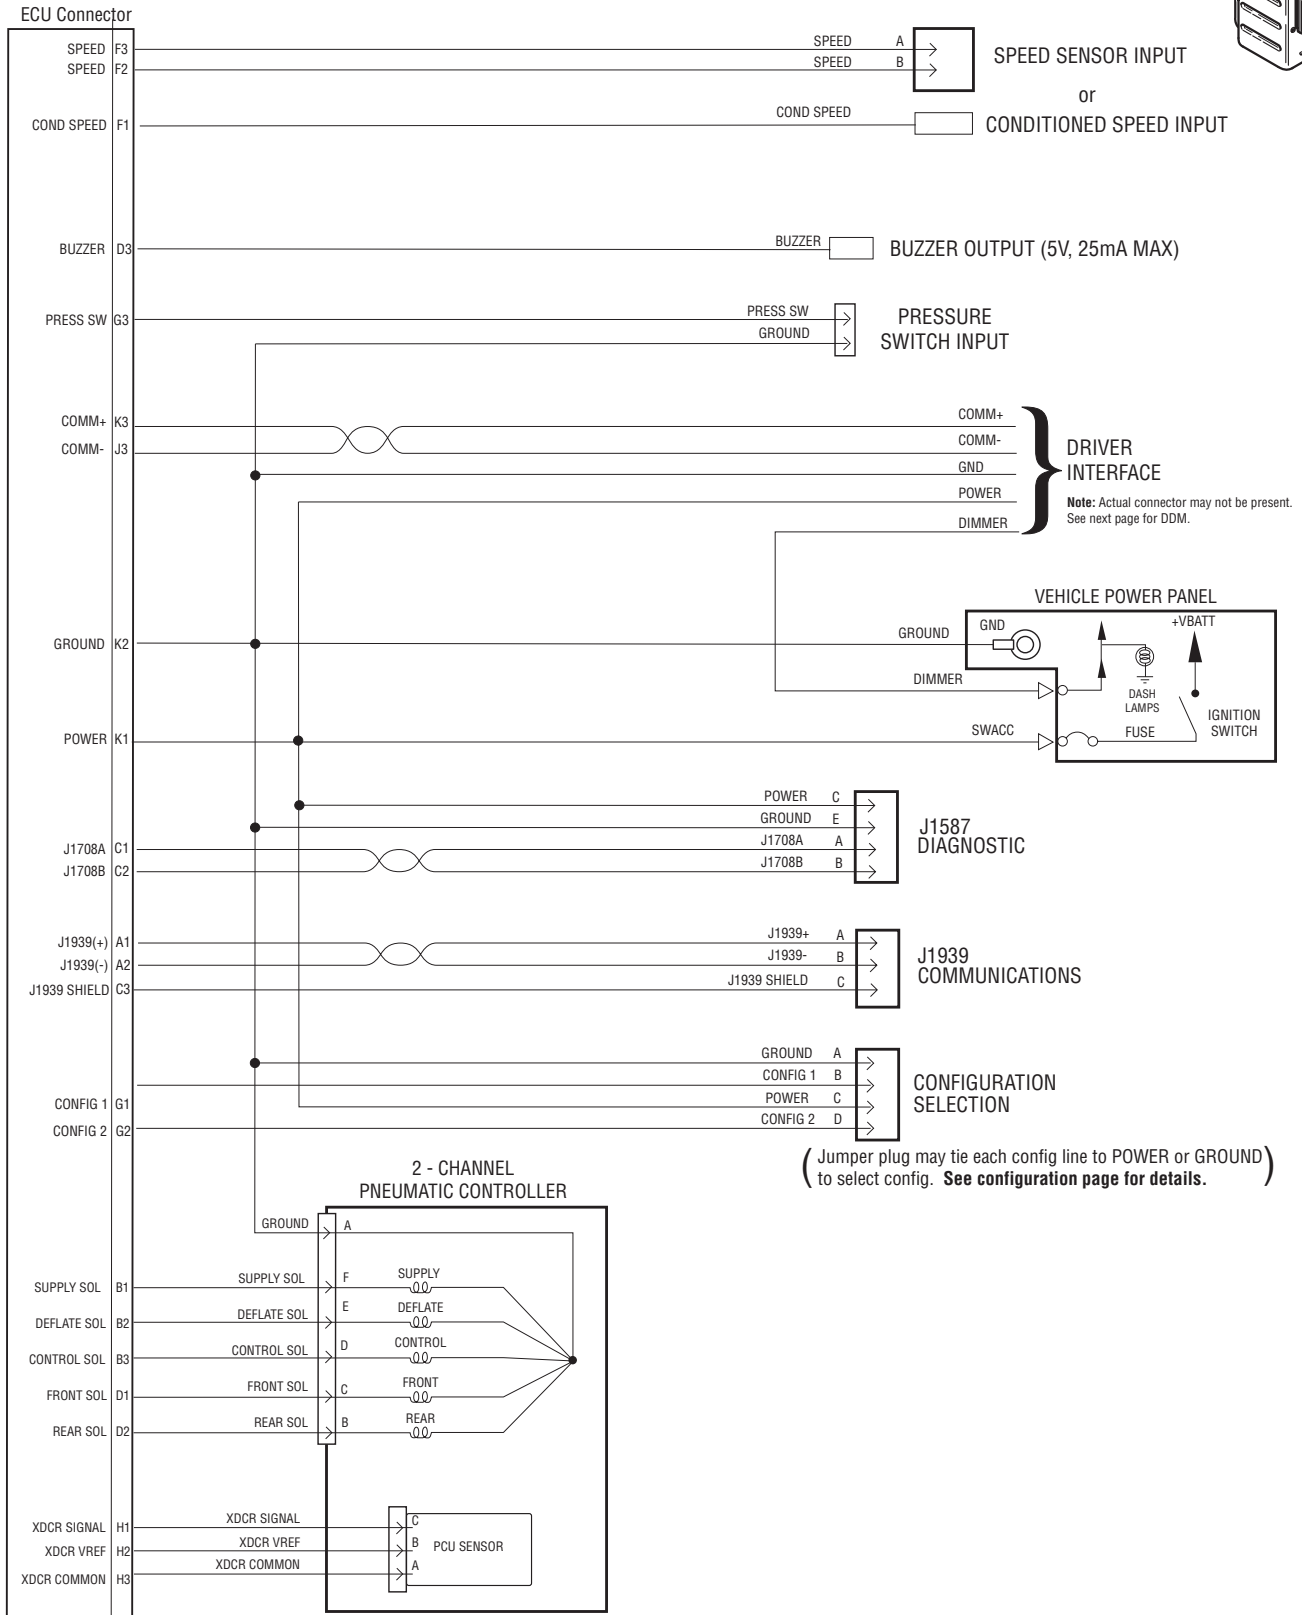 ECU Connector
SPEED F3 SPEED A
SPEED F2 SPEED B
SPEED SENSOR INPUT
or
COND SPEED F1 COND SPEED CONDITIONED SPEED INPUT
BUZZER D3 BUZZER BUZZER OUTPUT (5V, 25mA MAX)
PRESS SW G3 PRESS SW
GROUND
PRESSURE
SWITCH INPUT
COMM+ K3 COMM+
COMM- J3 COMM-
GND
POWER
DIMMER
DRIVER
INTERFACE
Note: Actual connector may not be present.
See next page for DDM.
VEHICLE POWER PANEL
GROUND K2 GROUND GND
+VBATT
DIMMER
DASH
LAMPS
IGNITION
SWITCH
POWER K1 SWACC FUSE
POWER C
GROUND E
J1708A C1 J1708A A
J1708B C2 J1708B B
J1587
DIAGNOSTIC
J1939(+) A1 J1939+ A
J1939(-) A2 J1939- B
J1939 SHIELD C3 J1939 SHIELD C
J1939
COMMUNICATIONS
GROUND A
CONFIG 1 B
CONFIG 1 G1 POWER C
CONFIG 2 G2 CONFIG 2 D
CONFIGURATION
SELECTION
(Jumper plug may tie each config line to POWER or GROUND)
to select config. See configuration page for details.
2 - CHANNEL
PNEUMATIC CONTROLLER
GROUND A
SUPPLY SOL B1 SUPPLY SOL F SUPPLY
DEFLATE SOL B2 DEFLATE SOL E DEFLATE
CONTROL SOL B3 CONTROL SOL D CONTROL
FRONT SOL D1 FRONT SOL C FRONT
REAR SOL D2 REAR SOL B REAR
XDCR SIGNAL H1 XDCR SIGNAL C
XDCR VREF H2 XDCR VREF B PCU SENSOR
XDCR COMMON H3 XDCR COMMON A